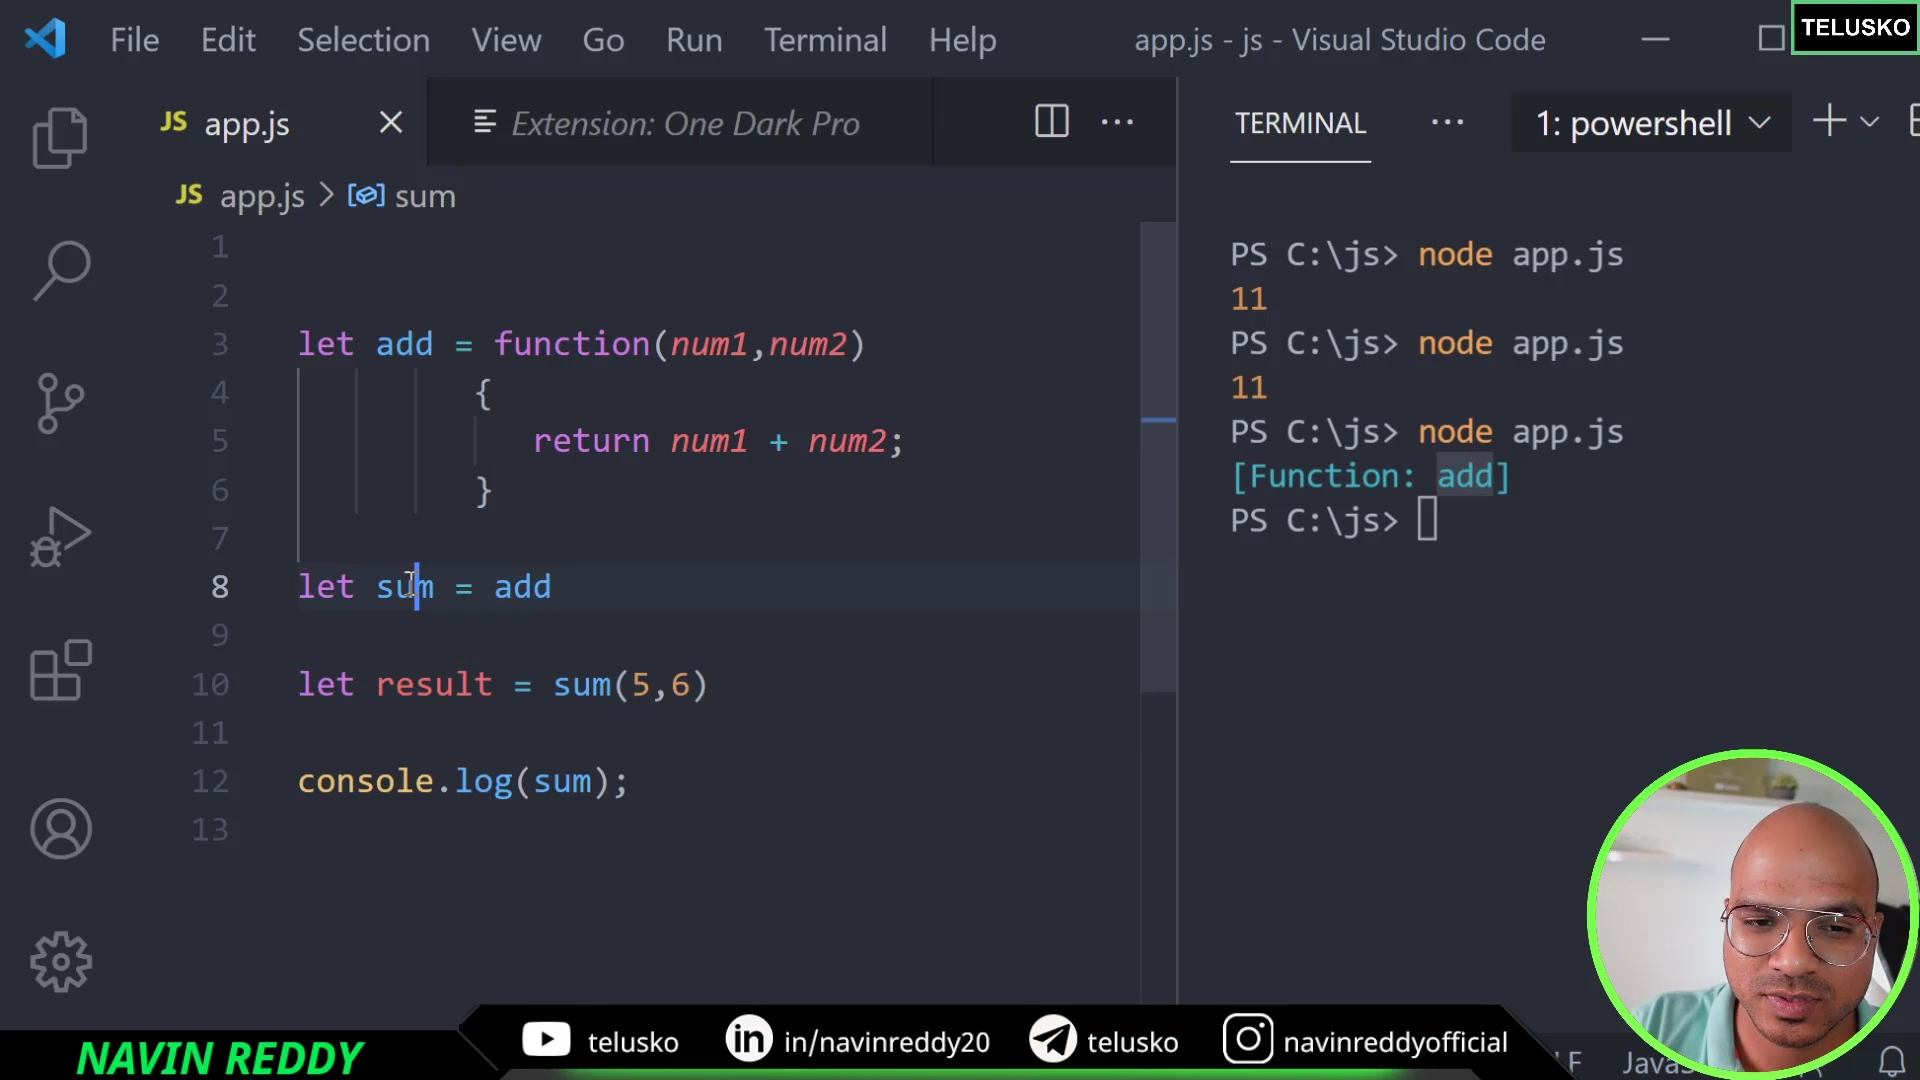 File Edit Selection View Go Run Terminal Help app.js - js - Visual Studio Code TELUSKO
JS app.js Extension: One Dark Pro
JS app.js > sum
1
2
3 let add = function(num1,num2)
4 {
5 return num1 + num2;
6 }
7
8 let sum = add
9
10 let result = sum(5,6)
11
12 console.log(sum);
13
TERMINAL 1: powershell
PS C:\js> node app.js
11
PS C:\js> node app.js
11
PS C:\js> node app.js
[Function: add]
PS C:\js>
NAVIN REDDY telusko in/navinreddy20 telusko navinreddyofficial